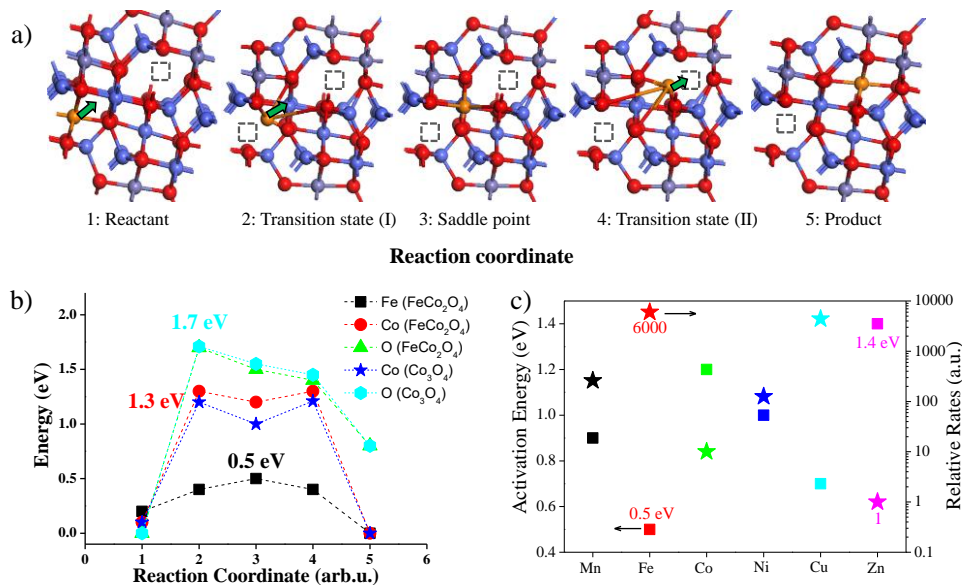 a)
1: Reactant
2: Transition state (I)
3: Saddle point
4: Transition state (II)
5: Product
Reaction coordinate
b)
Energy (eV)
2.0
1.5
1.0
0.5
0.0
1.7 eV
1.3 eV
0.5 eV
Fe (FeCo₂O₄)
Co (FeCo₂O₄)
O (FeCo₂O₄)
Co (Co₃O₄)
O (Co₃O₄)
0 1 2 3 4 5 6
Reaction Coordinate (arb.u.)
c)
Activation Energy (eV)
1.4
1.2
1.0
0.8
0.6
0.4
6000
0.5 eV
1.4 eV
1
Mn Fe Co Ni Cu Zn
10000
1000
100
10
1
0.1
Relative Rates (a.u.)